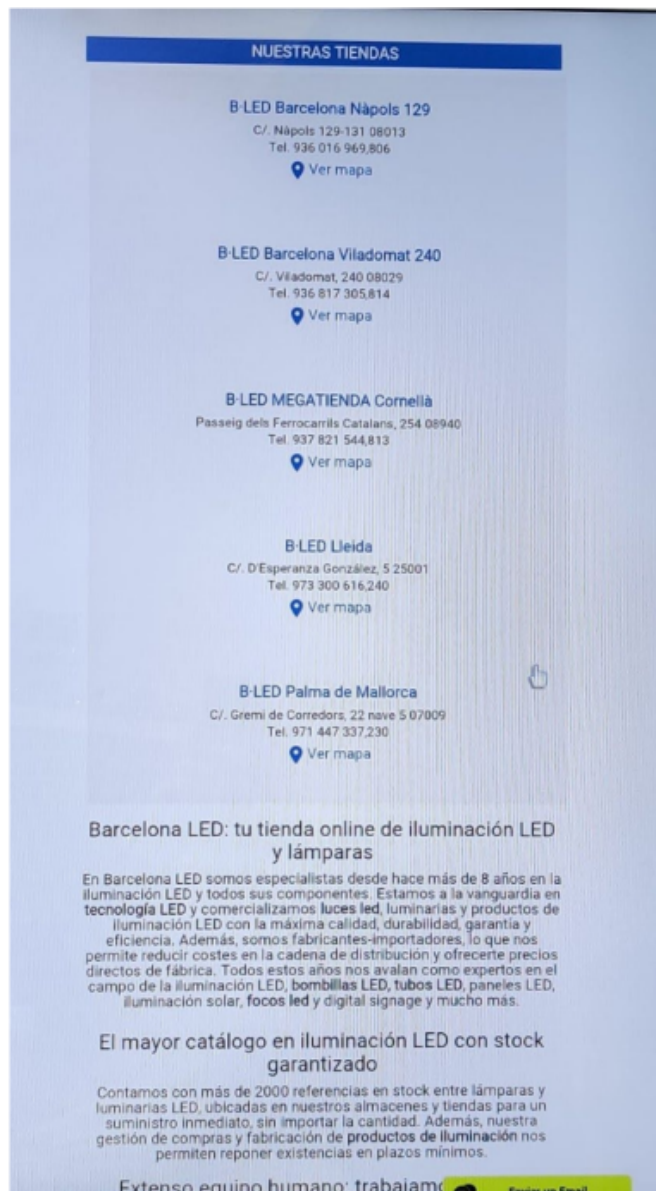 NUESTRAS TIENDAS
B·LED Barcelona Nàpols 129
C/. Nàpols 129-131 08013
Tel. 936 016 969,806
Ver mapa
B·LED Barcelona Viladomat 240
C/. Viladomat, 240 08029
Tel. 936 817 305,814
Ver mapa
B·LED MEGATIENDA Cornellà
Passeig dels Ferrocarrils Catalans, 254 08940
Tel. 937 821 544,813
Ver mapa
B·LED Lleida
C/. D'Esperanza González, 5 25001
Tel. 973 300 616,240
Ver mapa
B·LED Palma de Mallorca
C/. Gremi de Corredors, 22 nave 5 07009
Tel. 971 447 337,230
Ver mapa
Barcelona LED: tu tienda online de iluminación LED
y lámparas
En Barcelona LED somos especialistas desde hace más de 8 años en la
iluminación LED y todos sus componentes. Estamos a la vanguardia en
tecnología LED y comercializamos luces led, luminarias y productos de
iluminación LED con la máxima calidad, durabilidad, garantía y
eficiencia. Además, somos fabricantes-importadores, lo que nos
permite reducir costes en la cadena de distribución y ofrecerte precios
directos de fábrica. Todos estos años nos avalan como expertos en el
campo de la iluminación LED, bombillas LED, tubos LED, paneles LED,
iluminación solar, focos led y digital signage y mucho más.
El mayor catálogo en iluminación LED con stock
garantizado
Contamos con más de 2000 referencias en stock entre lámparas y
luminarias LED, ubicadas en nuestros almacenes y tiendas para un
suministro inmediato, sin importar la cantidad. Además, nuestra
gestión de compras y fabricación de productos de iluminación nos
permiten reponer existencias en plazos mínimos.
Extenso equipo humano: trabajamo
Enviar un Email